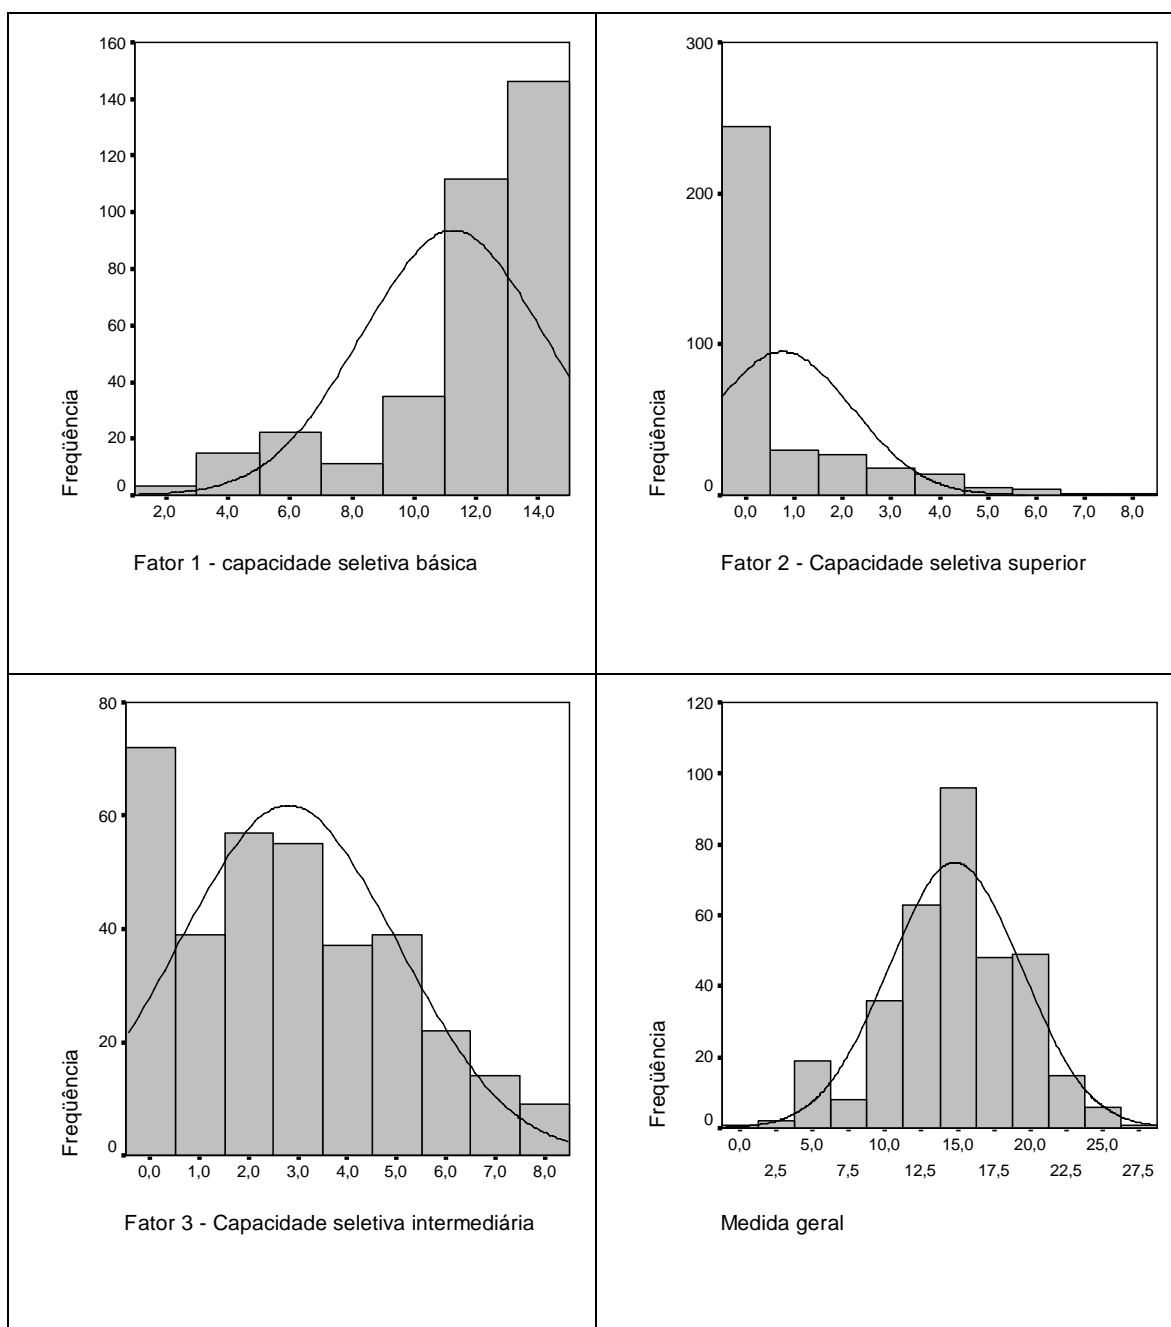 160
140
120
100
80
60
40
20
0
Freqüência
2,0 4,0 6,0 8,0 10,0 12,0 14,0
Fator 1 - capacidade seletiva básica
300
200
100
0
Freqüência
0,0 1,0 2,0 3,0 4,0 5,0 6,0 7,0 8,0
Fator 2 - Capacidade seletiva superior
80
60
40
20
0
Freqüência
0,0 1,0 2,0 3,0 4,0 5,0 6,0 7,0 8,0
Fator 3 - Capacidade seletiva intermediária
120
100
80
60
40
20
0
Freqüência
0,0 5,0 10,0 15,0 20,0 25,0
2,5 7,5 12,5 17,5 22,5 27,5
Medida geral